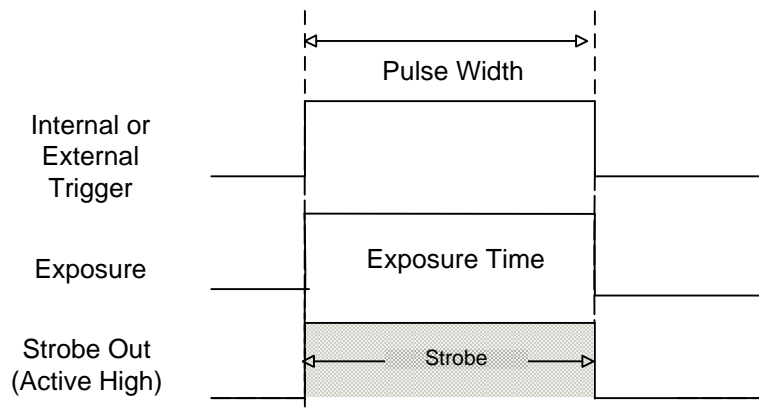 Pulse Width
Internal or
External
Trigger
Exposure
Exposure Time
Strobe Out
(Active High)
Strobe